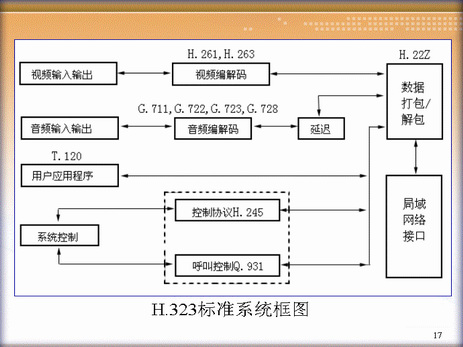 H.261,H.263
H.22Z
视频输入输出
视频编解码
数据
打包/
解包
G.711,G.722,G.723,G.728
音频输入输出
音频编解码
延迟
T.120
用户应用程序
控制协议H.245
局域
网络
接口
系统控制
呼叫控制Q.931
H.323标准系统框图
17